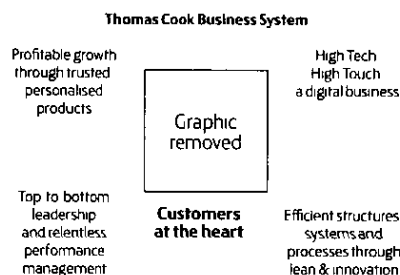 Thomas Cook Business System
Profitable growth
through trusted
personalised
products
High Tech
High Touch
a digital business
Graphic
removed
Top to bottom
leadership
and relentless
performance
management
Customers
at the heart
Efficient structures
systems and
processes through
lean & innovation